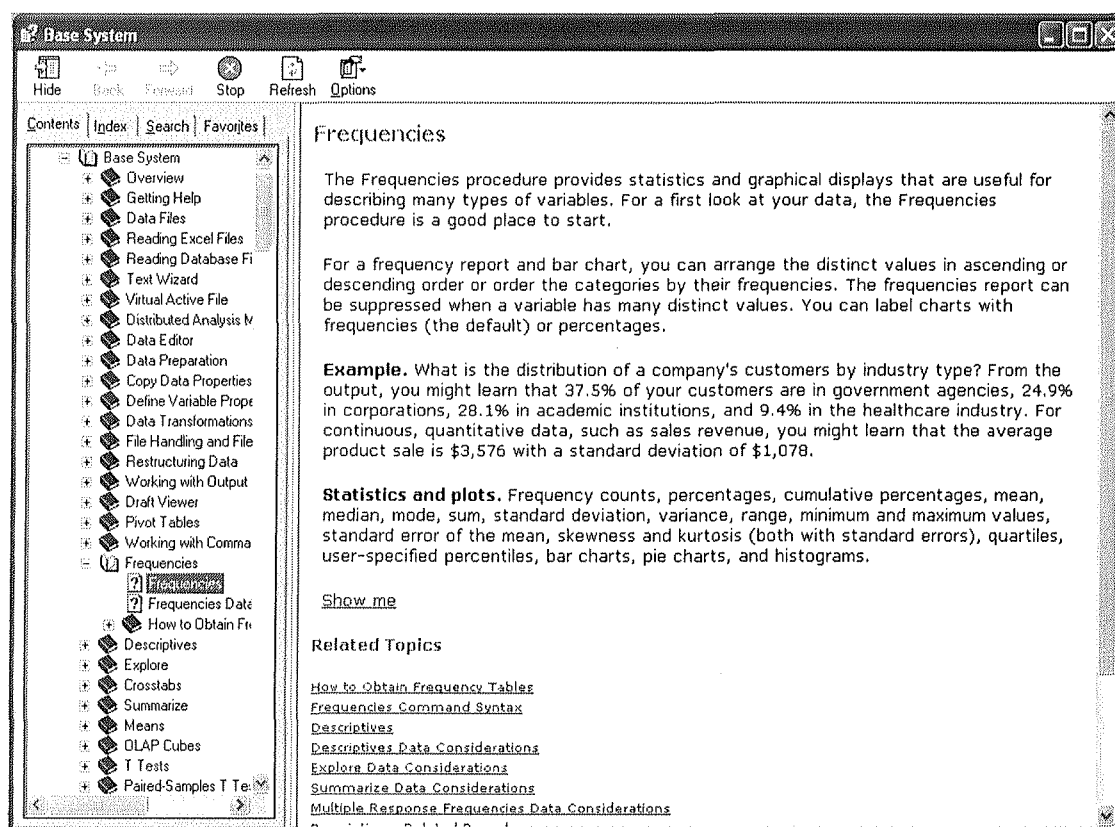 Base System
Hide Back Forward Stop Refresh Options
Contents Index Search Favorites
Base System
Overview
Getting Help
Data Files
Reading Excel Files
Reading Database Fi
Text Wizard
Virtual Active File
Distributed Analysis M
Data Editor
Data Preparation
Copy Data Properties
Define Variable Prope
Data Transformations
File Handling and File
Restructuring Data
Working with Output
Draft Viewer
Pivot Tables
Working with Comma
Frequencies
Frequencies
Frequencies Data
How to Obtain Fr
Descriptives
Explore
Crosstabs
Summarize
Means
OLAP Cubes
T Tests
Paired-Samples T Te
Frequencies
The Frequencies procedure provides statistics and graphical displays that are useful for
describing many types of variables. For a first look at your data, the Frequencies
procedure is a good place to start.
For a frequency report and bar chart, you can arrange the distinct values in ascending or
descending order or order the categories by their frequencies. The frequencies report can
be suppressed when a variable has many distinct values. You can label charts with
frequencies (the default) or percentages.
Example. What is the distribution of a company's customers by industry type? From the
output, you might learn that 37.5% of your customers are in government agencies, 24.9%
in corporations, 28.1% in academic institutions, and 9.4% in the healthcare industry. For
continuous, quantitative data, such as sales revenue, you might learn that the average
product sale is $3,576 with a standard deviation of $1,078.
Statistics and plots. Frequency counts, percentages, cumulative percentages, mean,
median, mode, sum, standard deviation, variance, range, minimum and maximum values,
standard error of the mean, skewness and kurtosis (both with standard errors), quartiles,
user-specified percentiles, bar charts, pie charts, and histograms.
Show me
Related Topics
How to Obtain Frequency Tables
Frequencies Command Syntax
Descriptives
Descriptives Data Considerations
Explore Data Considerations
Summarize Data Considerations
Multiple Response Frequencies Data Considerations